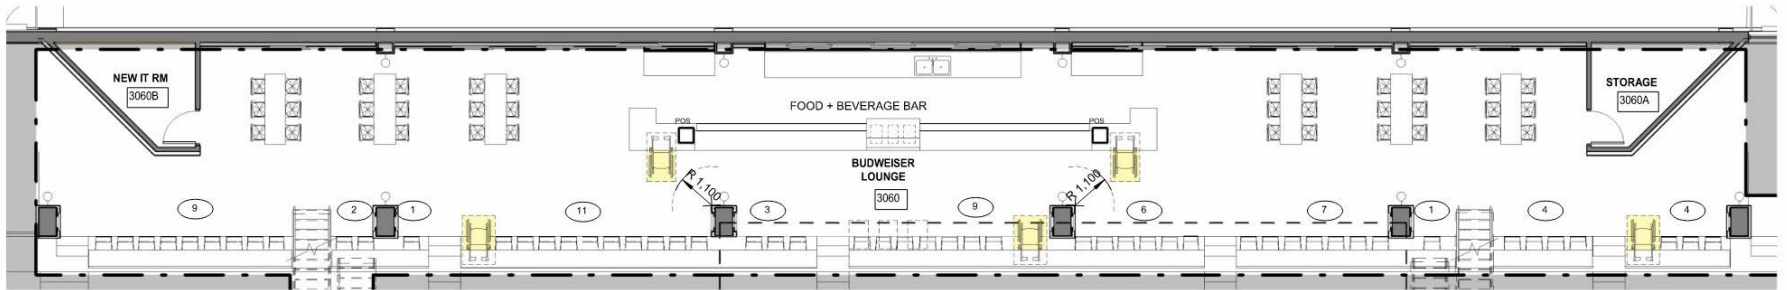 NEW IT RM
3060B
STORAGE
3060A
FOOD + BEVERAGE BAR
POS
POS
BUDWEISER
LOUNGE
3060
R 1,100
R 1,100
9
2
1
11
3
9
6
7
1
4
4